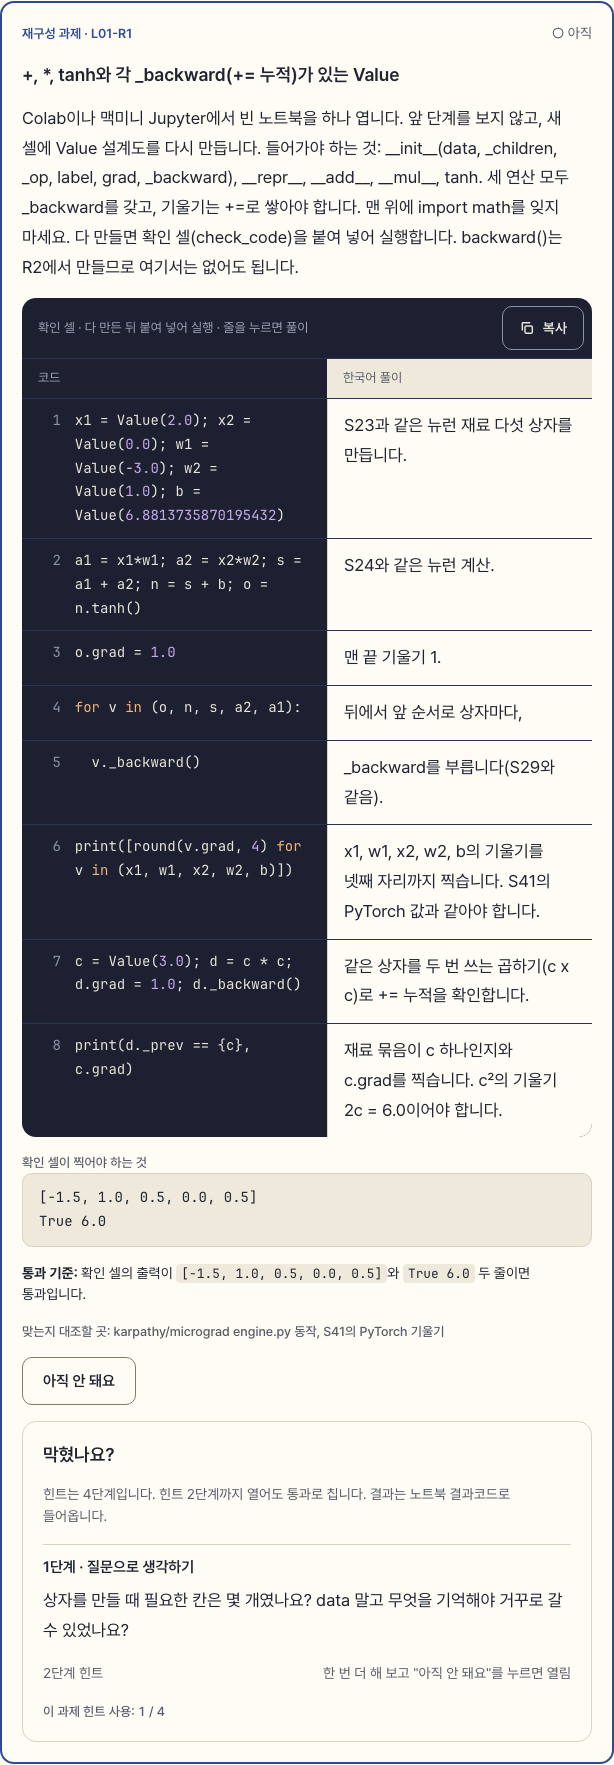 재구성 과제 · L01-R1
아직
+, *, tanh와 각 _backward(+= 누적)가 있는 Value
Colab이나 맥미니 Jupyter에서 빈 노트북을 하나 엽니다. 앞 단계를 보지 않고, 새
셀에 Value 설계도를 다시 만듭니다. 들어가야 하는 것: __init__(data, _children,
_op, label, grad, _backward), __repr__, __add__, __mul__, tanh. 세 연산 모두
_backward를 갖고, 기울기는 +=로 쌓아야 합니다. 맨 위에 import math를 잊지
마세요. 다 만들면 확인 셀(check_code)을 붙여 넣어 실행합니다. backward()는
R2에서 만들므로 여기서는 없어도 됩니다.
확인 셀 · 다 만든 뒤 붙여 넣어 실행 · 줄을 누르면 풀이
복사
코드
한국어 풀이
1 x1 = Value(2.0); x2 =
Value(0.0); w1 =
Value(-3.0); w2 =
Value(1.0); b =
Value(6.8813735870195432)
S23과 같은 뉴런 재료 다섯 상자를
만듭니다.
2 a1 = x1*w1; a2 = x2*w2; s =
a1 + a2; n = s + b; o =
n.tanh()
S24와 같은 뉴런 계산.
3 o.grad = 1.0
맨 끝 기울기 1.
4 for v in (o, n, s, a2, a1):
뒤에서 앞 순서로 상자마다,
5 v._backward()
_backward를 부릅니다(S29와
같음).
6 print([round(v.grad, 4) for
v in (x1, w1, x2, w2, b)])
x1, w1, x2, w2, b의 기울기를
넷째 자리까지 찍습니다. S41의
PyTorch 값과 같아야 합니다.
7 c = Value(3.0); d = c * c;
d.grad = 1.0; d._backward()
같은 상자를 두 번 쓰는 곱하기(c x
c)로 += 누적을 확인합니다.
8 print(d._prev == {c},
c.grad)
재료 묶음이 c 하나인지와
c.grad를 찍습니다. c²의 기울기
2c = 6.0이어야 합니다.
확인 셀이 찍어야 하는 것
[-1.5, 1.0, 0.5, 0.0, 0.5]
True 6.0
통과 기준: 확인 셀의 출력이 [-1.5, 1.0, 0.5, 0.0, 0.5]와 True 6.0 두 줄이면
통과입니다.
맞는지 대조할 곳: karpathy/micrograd engine.py 동작, S41의 PyTorch 기울기
아직 안 돼요
막혔나요?
힌트는 4단계입니다. 힌트 2단계까지 열어도 통과로 칩니다. 결과는 노트북 결과코드로
들어옵니다.
1단계 · 질문으로 생각하기
상자를 만들 때 필요한 칸은 몇 개였나요? data 말고 무엇을 기억해야 거꾸로 갈
수 있었나요?
2단계 힌트
한 번 더 해 보고 "아직 안 돼요"를 누르면 열림
이 과제 힌트 사용: 1 / 4